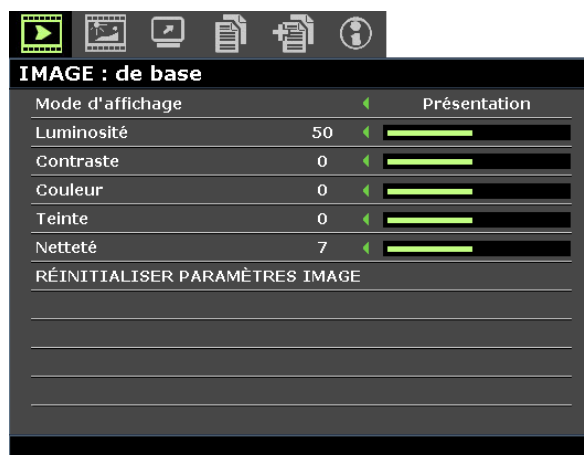 IMAGE : de base
Mode d'affichage Présentation
Luminosité 50
Contraste 0
Couleur 0
Teinte 0
Netteté 7
RÉINITIALISER PARAMÈTRES IMAGE